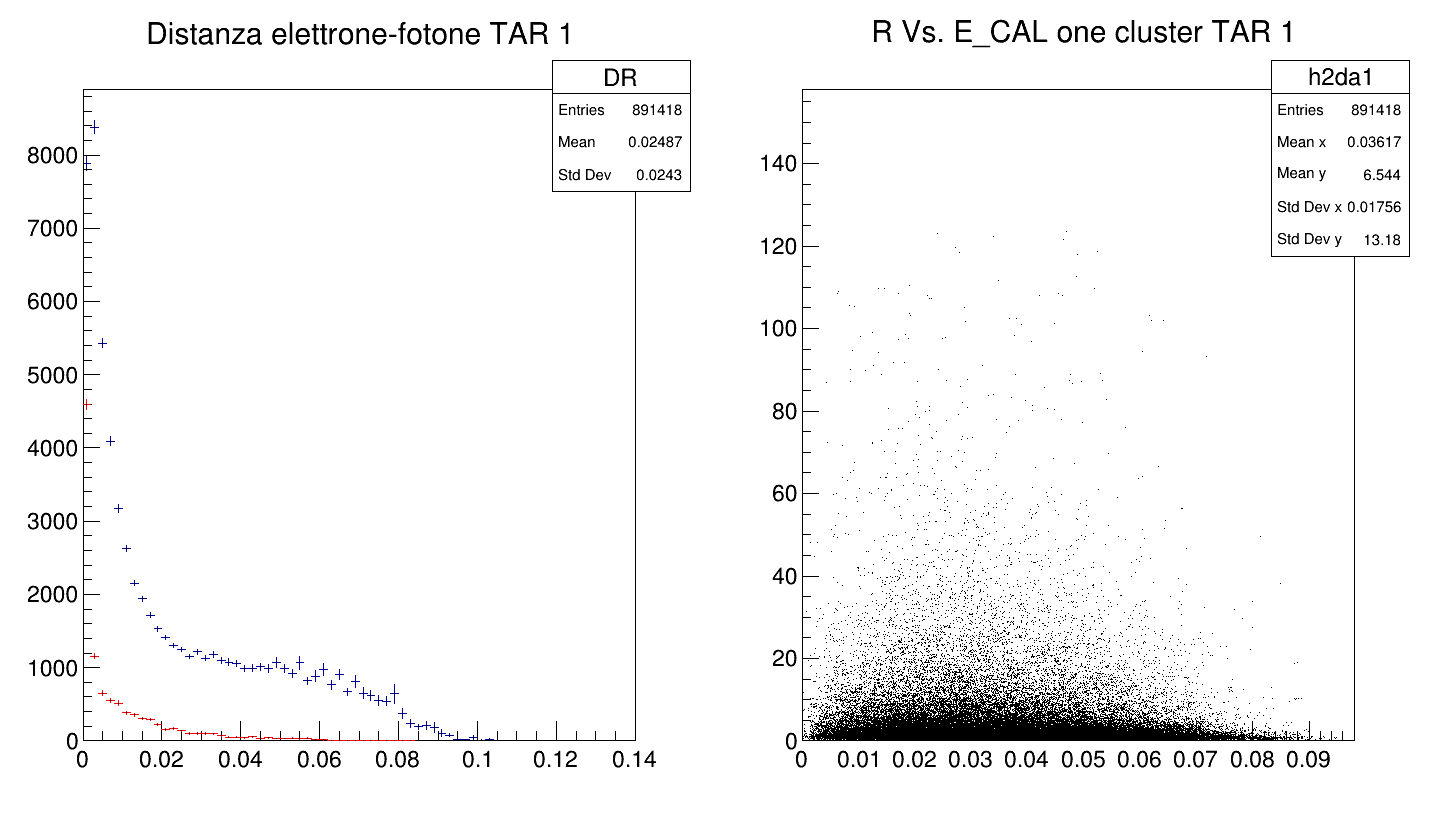 Distanza elettrone-fotone TAR 1
DR
Entries 891418
Mean 0.02487
Std Dev 0.0243
8000
7000
6000
5000
4000
3000
2000
1000
0
0 0.02 0.04 0.06 0.08 0.1 0.12 0.14
R Vs. E_CAL one cluster TAR 1
h2da1
Entries 891418
Mean x 0.03617
Mean y 6.544
Std Dev x 0.01756
Std Dev y 13.18
140
120
100
80
60
40
20
0
0 0.01 0.02 0.03 0.04 0.05 0.06 0.07 0.08 0.09